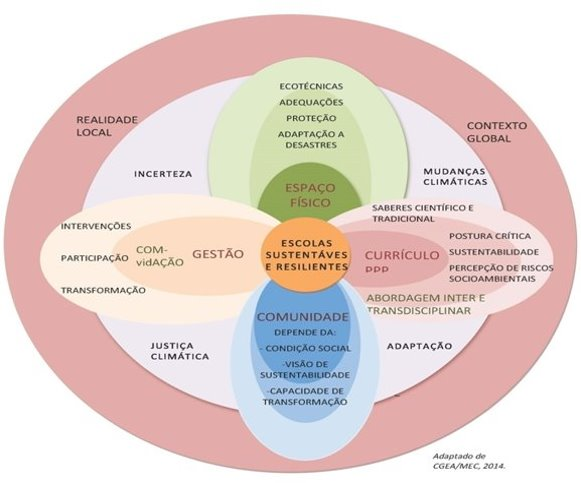 ECOTÉCNICAS
ADEQUAÇÕES
PROTEÇÃO
ADAPTAÇÃO A
DESASTRES
ESPAÇO
FÍSICO
REALIDADE
LOCAL
CONTEXTO
GLOBAL
INCERTEZA
MUDANÇAS
CLIMÁTICAS
INTERVENÇÕES
PARTICIPAÇÃO
TRANSFORMAÇÃO
COM-
vidAÇÃO
GESTÃO
ESCOLAS
SUSTENTÁVES
E RESILIENTES
SABERES CIENTÍFICO E
TRADICIONAL
POSTURA CRÍTICA
SUSTENTABILIDADE
PERCEPÇÃO DE RISCOS
SOCIOAMBIENTAIS
CURRÍCULO
PPP
ABORDAGEM INTER E
TRANSDISCIPLINAR
JUSTIÇA
CLIMÁTICA
ADAPTAÇÃO
COMUNIDADE
DEPENDE DA:
- CONDIÇÃO SOCIAL
-VISÃO DE
SUSTENTABILIDADE
-CAPACIDADE DE
TRANSFORMAÇÃO
Adaptado de
CGEA/MEC, 2014.